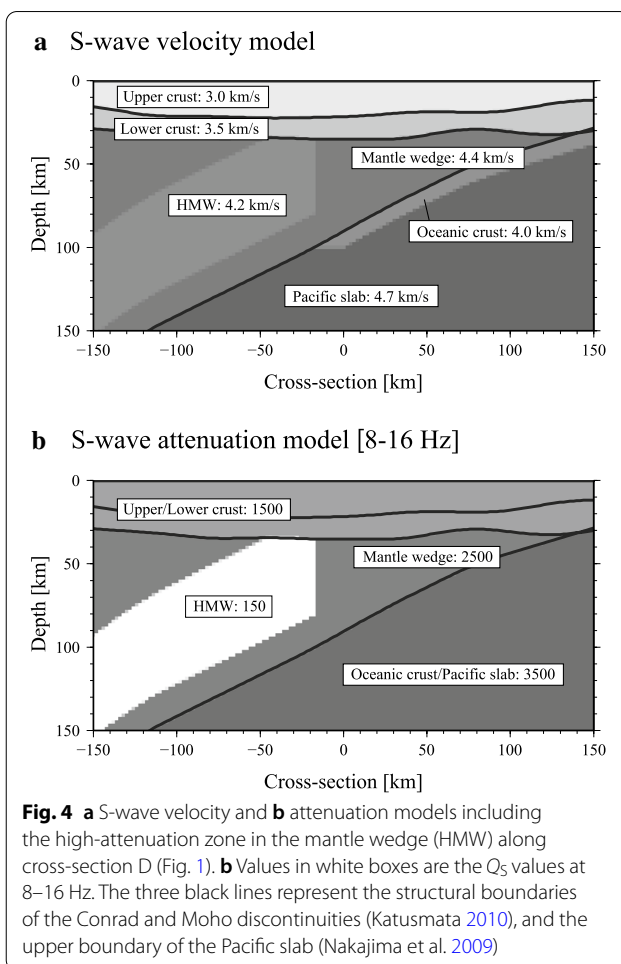 a S-wave velocity model
0
50
100
150
Depth [km]
Upper crust: 3.0 km/s
Lower crust: 3.5 km/s
Mantle wedge: 4.4 km/s
HMW: 4.2 km/s
Oceanic crust: 4.0 km/s
Pacific slab: 4.7 km/s
−150 −100 −50 0 50 100 150
Cross-section [km]
b S-wave attenuation model [8-16 Hz]
0
50
100
150
Depth [km]
Upper/Lower crust: 1500
Mantle wedge: 2500
HMW: 150
Oceanic crust/Pacific slab: 3500
−150 −100 −50 0 50 100 150
Cross-section [km]
Fig. 4 a S-wave velocity and b attenuation models including
the high-attenuation zone in the mantle wedge (HMW) along
cross-section D (Fig. 1). b Values in white boxes are the QS values at
8–16 Hz. The three black lines represent the structural boundaries
of the Conrad and Moho discontinuities (Katusmata 2010), and the
upper boundary of the Pacific slab (Nakajima et al. 2009)